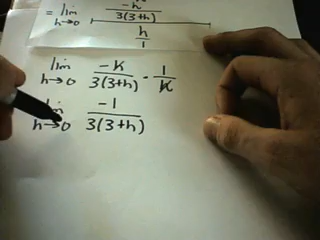 = lim h→0 -h / 3(3+h)
h / 1
lim h→0 -h / 3(3+h) · 1 / h
lim h→0 -1 / 3(3+h)